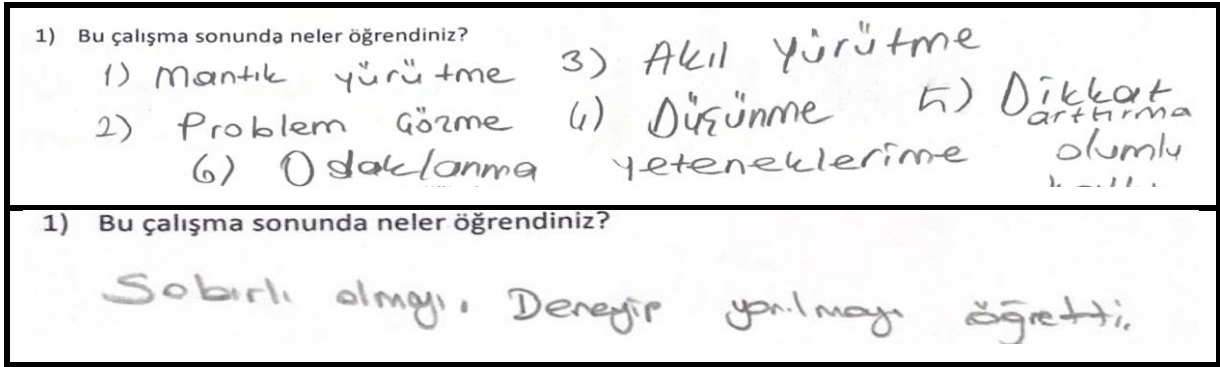 1) Bu çalışma sonunda neler öğrendiniz?
1) Mantık yürütme 3) Akıl yürütme
2) Problem Gözme 4) Düşünme 5) Dikkat arttırma
6) Odaklanma yeteneklerime olumlu
1) Bu çalışma sonunda neler öğrendiniz?
Sabırlı olmayı, Deneyip yanılmayı öğretti.